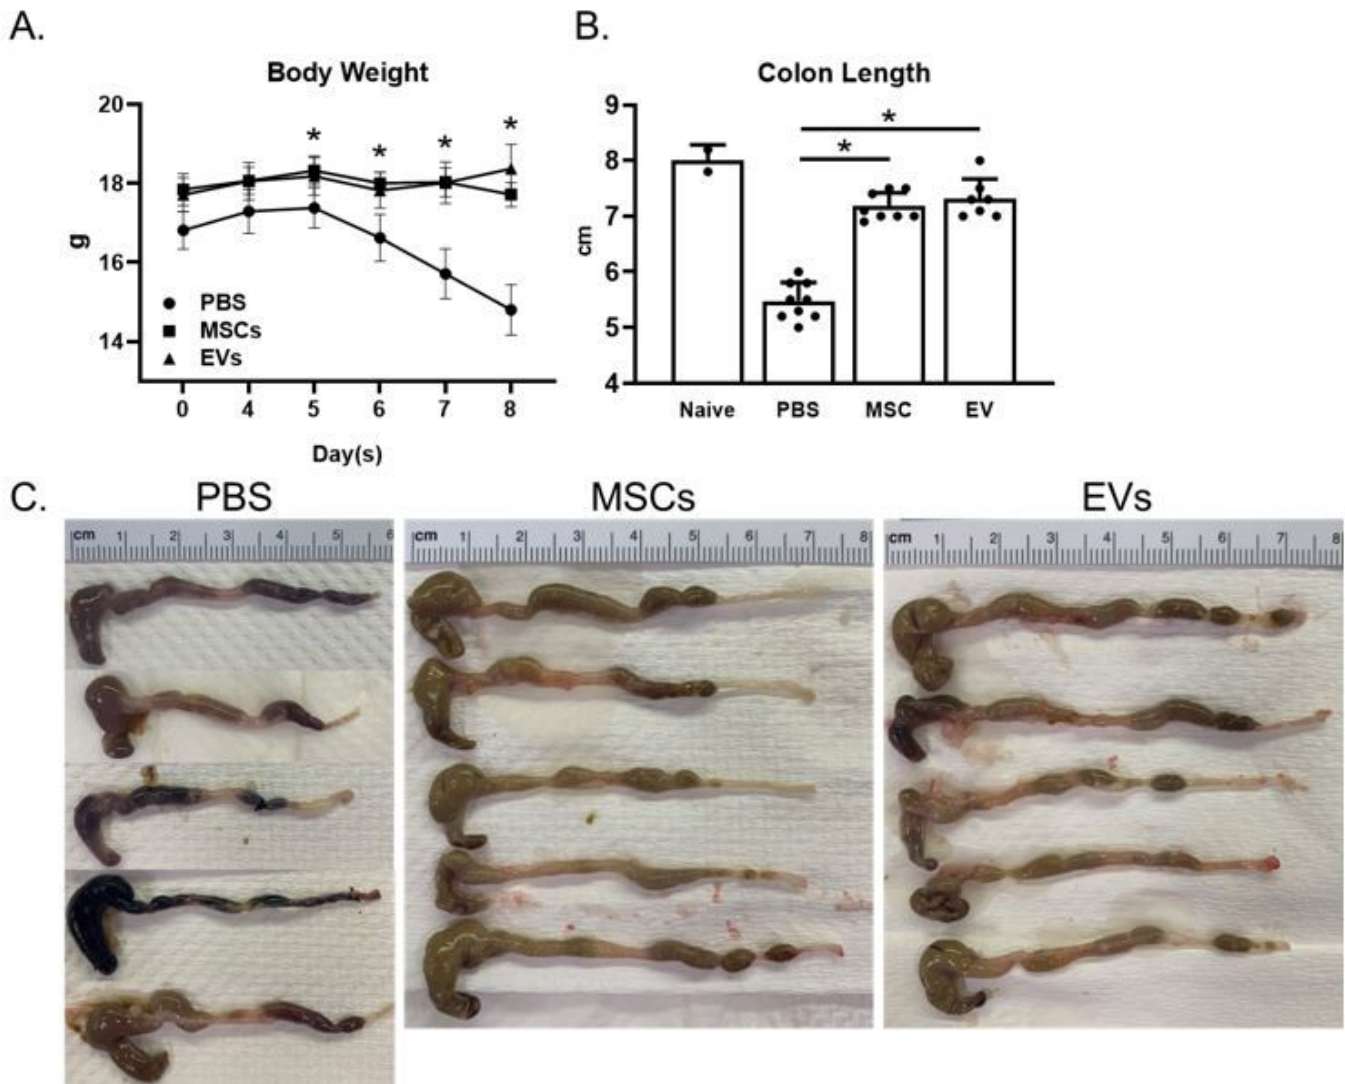 A.
Body Weight
20
18
16
14
g
*
*
*
*
PBS
MSCs
EVs
0 4 5 6 7 8
Day(s)
B.
Colon Length
9
8
7
6
5
4
cm
*
*
Naive PBS MSC EV
C.
PBS
MSCs
EVs
cm 1 2 3 4 5 6
cm 1 2 3 4 5 6 7 8
cm 1 2 3 4 5 6 7 8